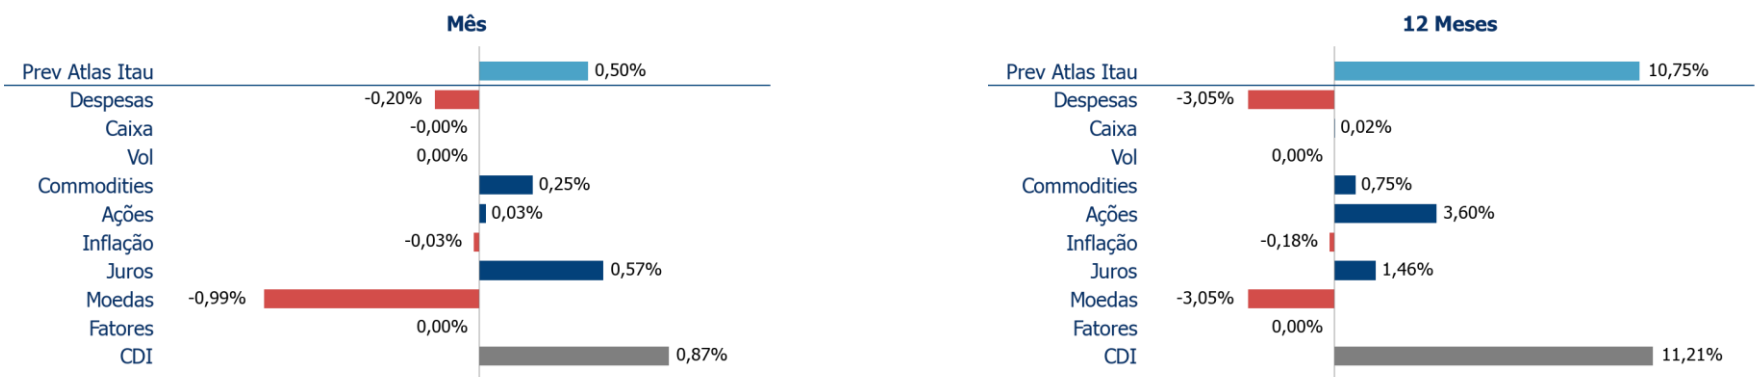 Mês
Prev Atlas Itau 0,50%
Despesas -0,20%
Caixa -0,00%
Vol 0,00%
Commodities 0,25%
Ações 0,03%
Inflação -0,03%
Juros 0,57%
Moedas -0,99%
Fatores 0,00%
CDI 0,87%
12 Meses
Prev Atlas Itau 10,75%
Despesas -3,05%
Caixa 0,02%
Vol 0,00%
Commodities 0,75%
Ações 3,60%
Inflação -0,18%
Juros 1,46%
Moedas -3,05%
Fatores 0,00%
CDI 11,21%